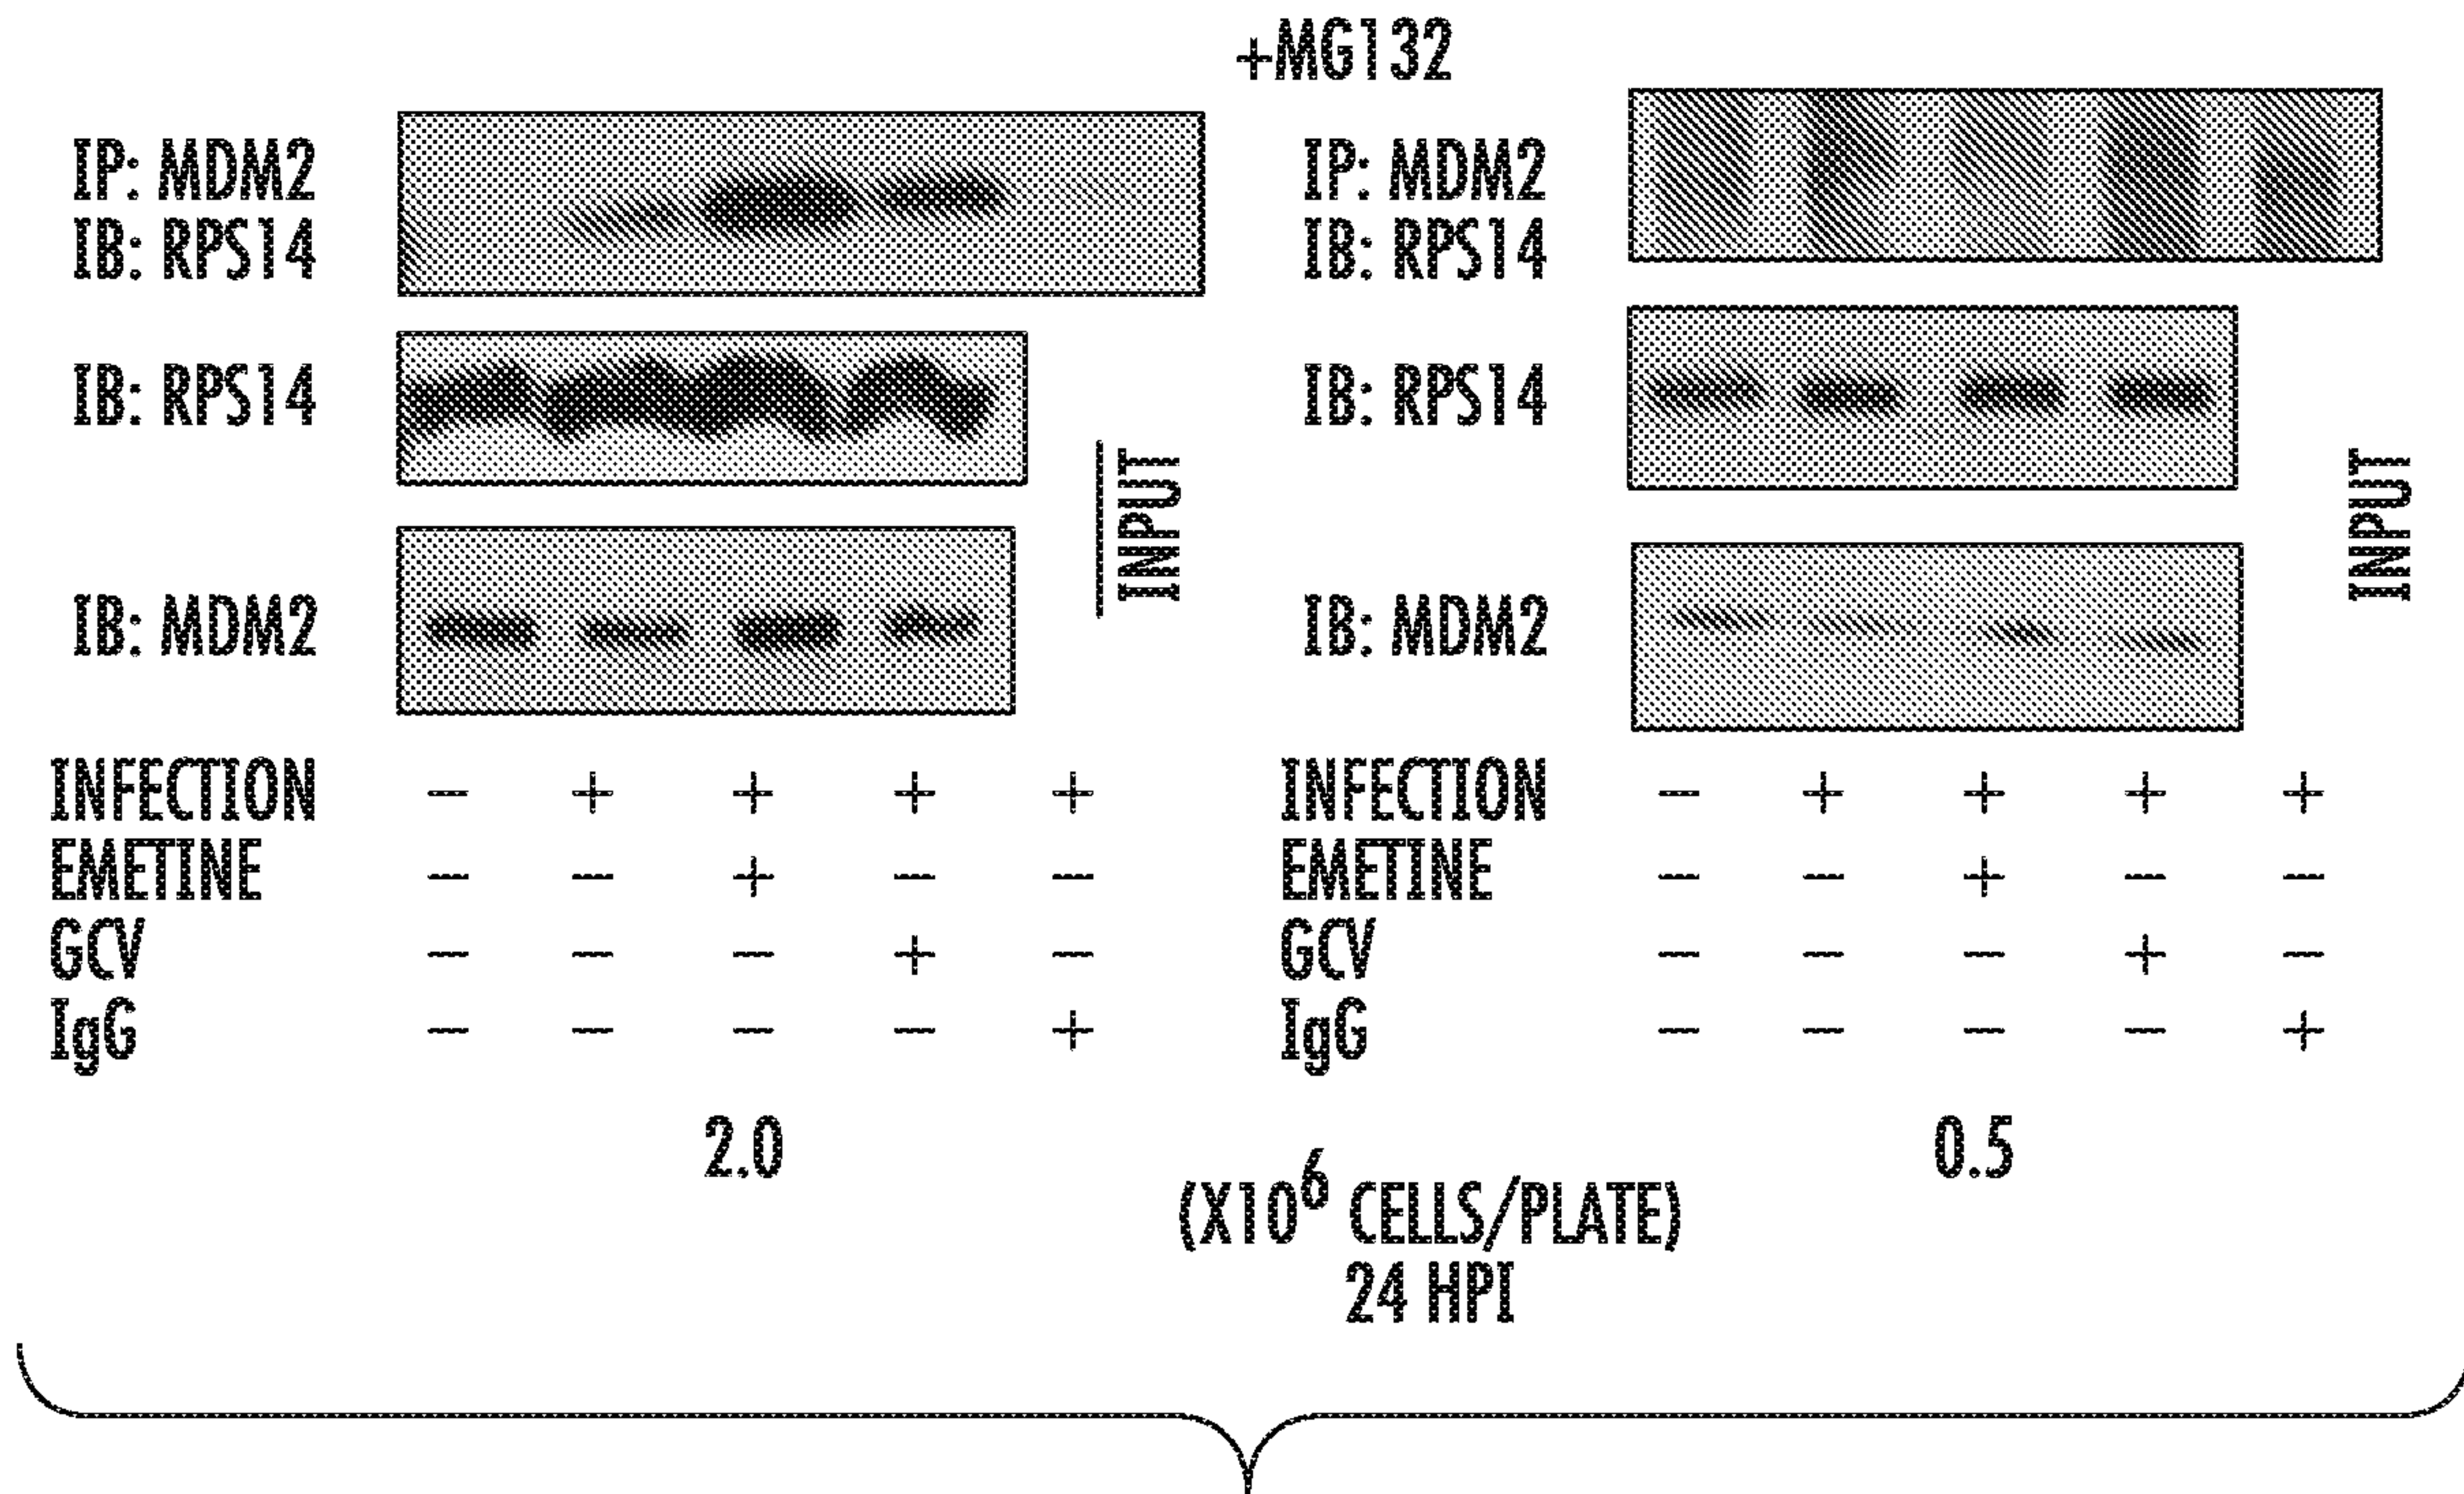 +MG132
IP: MDM2
IB: RPS14
IB: RPS14
IB: MDM2
INPUT
INFECTION − + + + +
EMETINE − − + − −
GCV − − − + −
IgG − − − − +
2.0
IP: MDM2
IB: RPS14
IB: RPS14
IB: MDM2
INPUT
INFECTION − + + + +
EMETINE − − + − −
GCV − − − + −
IgG − − − − +
0.5
(X10⁶ CELLS/PLATE)
24 HPI